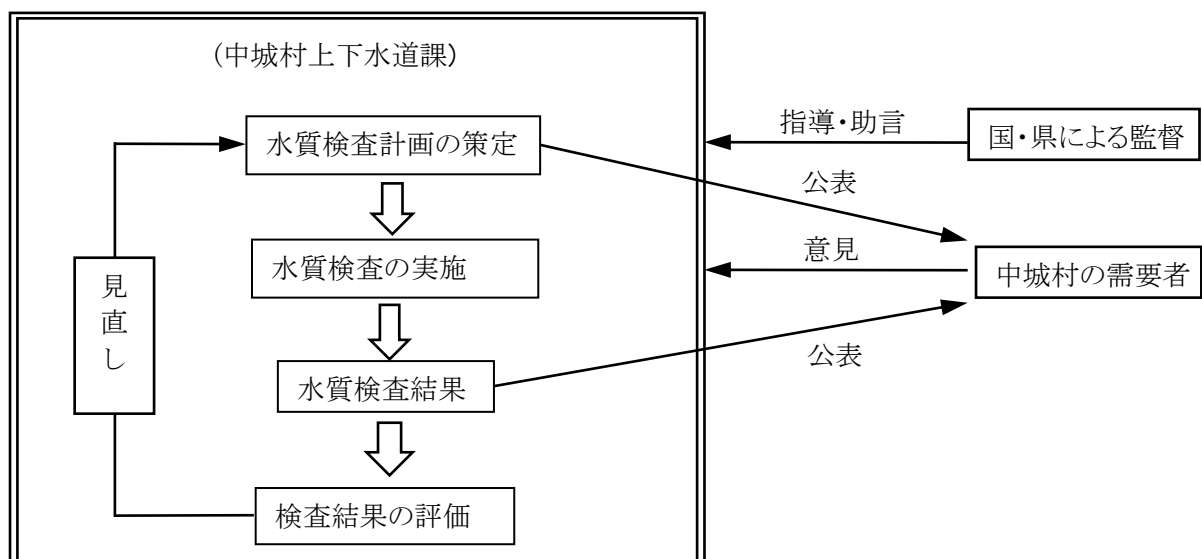 (中城村上下水道課)
水質検査計画の策定
指導・助言
国・県による監督
公表
水質検査の実施
意見
中城村の需要者
見直し
公表
水質検査結果
検査結果の評価